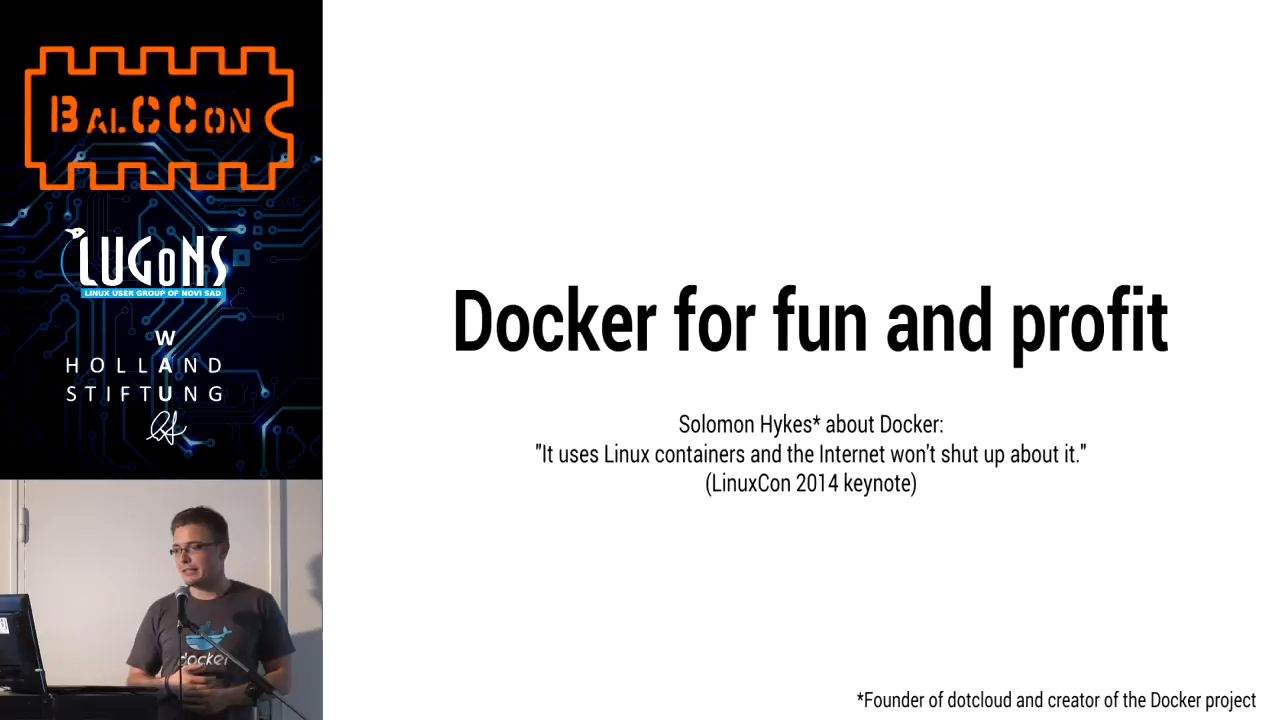 BALCCON
LUGONS
LINUX USER GROUP OF NOVI SAD
W
HOLLAND
STIFTUNG
docker
Docker for fun and profit
Solomon Hykes* about Docker:
"It uses Linux containers and the Internet won't shut up about it."
(LinuxCon 2014 keynote)
*Founder of dotcloud and creator of the Docker project